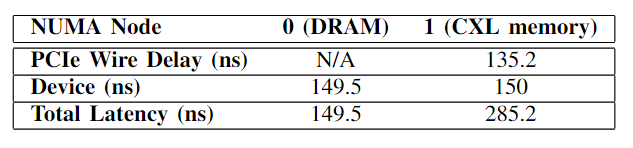 NUMA Node 0 (DRAM) 1 (CXL memory)
PCIe Wire Delay (ns) N/A 135.2
Device (ns) 149.5 150
Total Latency (ns) 149.5 285.2